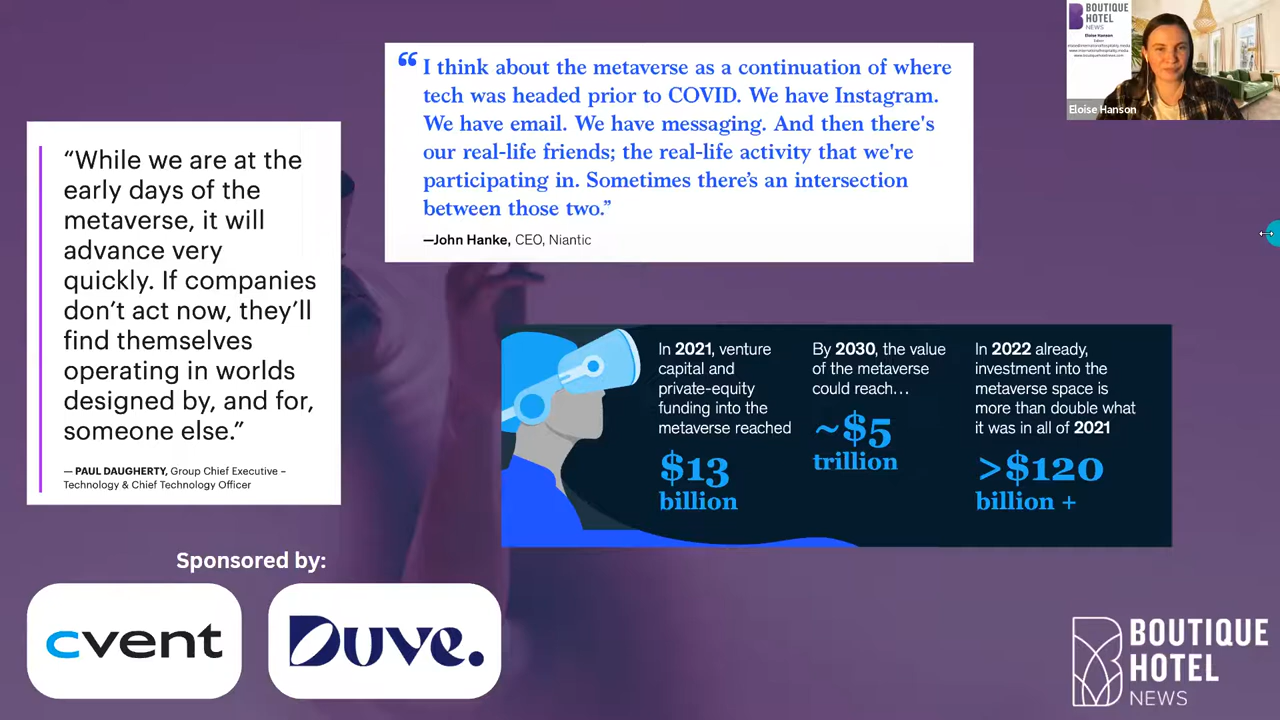 “While we are at the
early days of the
metaverse, it will
advance very
quickly. If companies
don’t act now, they’ll
find themselves
operating in worlds
designed by, and for,
someone else.”
— PAUL DAUGHERTY, Group Chief Executive –
Technology & Chief Technology Officer
“I think about the metaverse as a continuation of where
tech was headed prior to COVID. We have Instagram.
We have email. We have messaging. And then there's
our real-life friends; the real-life activity that we're
participating in. Sometimes there’s an intersection
between those two.”
—John Hanke, CEO, Niantic
In 2021, venture
capital and
private-equity
funding into the
metaverse reached
$13
billion
By 2030, the value
of the metaverse
could reach…
~$5
trillion
In 2022 already,
investment into the
metaverse space is
more than double what
it was in all of 2021
>$120
billion +
Sponsored by:
cvent
Duve.
BOUTIQUE
HOTEL
NEWS
BOUTIQUE
HOTEL
NEWS
Eloise Hanson
Editor
Eloise Hanson